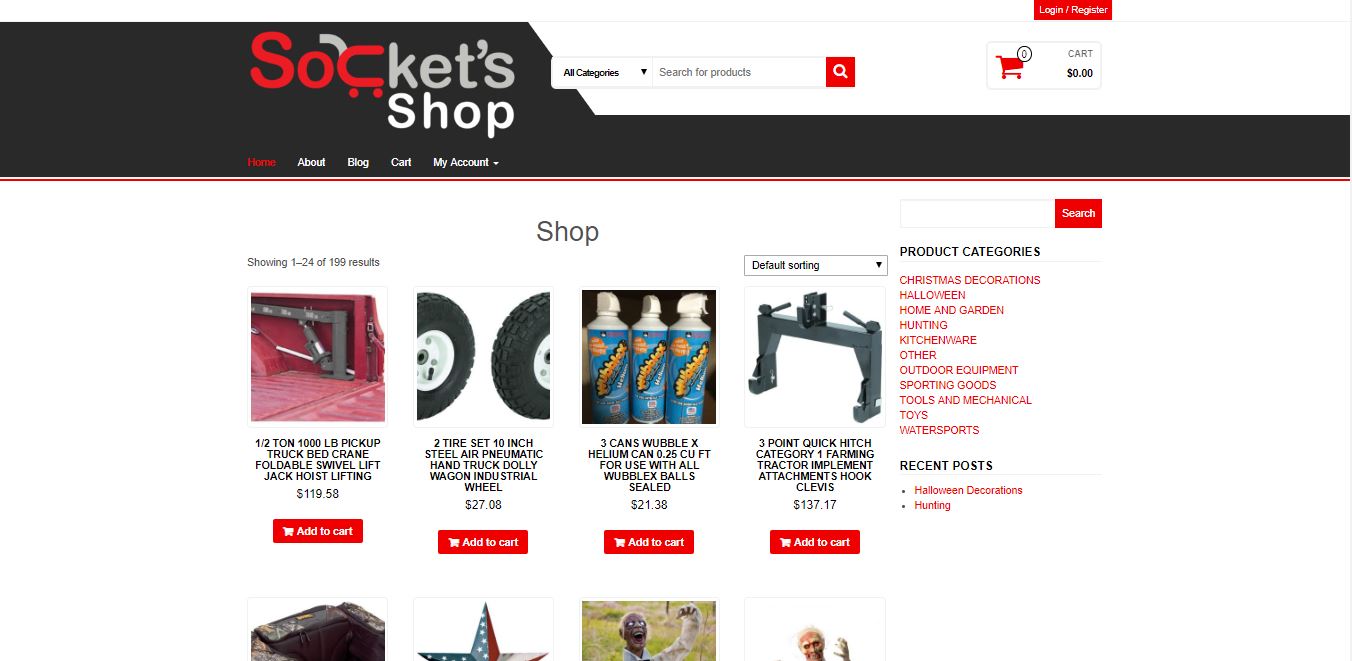 Login / Register
Socket's
Shop
All Categories
Search for products
0
CART
$0.00
Home
About
Blog
Cart
My Account
Shop
Showing 1–24 of 199 results
Default sorting
1/2 TON 1000 LB PICKUP
TRUCK BED CRANE
FOLDABLE SWIVEL LIFT
JACK HOIST LIFTING
$119.58
Add to cart
2 TIRE SET 10 INCH
STEEL AIR PNEUMATIC
HAND TRUCK DOLLY
WAGON INDUSTRIAL
WHEEL
$27.08
Add to cart
3 CANS WUBBLE X
HELIUM CAN 0.25 CU FT
FOR USE WITH ALL
WUBBLEX BALLS
SEALED
$21.38
Add to cart
3 POINT QUICK HITCH
CATEGORY 1 FARMING
TRACTOR IMPLEMENT
ATTACHMENTS HOOK
CLEVIS
$137.17
Add to cart
Search
PRODUCT CATEGORIES
CHRISTMAS DECORATIONS
HALLOWEEN
HOME AND GARDEN
HUNTING
KITCHENWARE
OTHER
OUTDOOR EQUIPMENT
SPORTING GOODS
TOOLS AND MECHANICAL
TOYS
WATERSPORTS
RECENT POSTS
Halloween Decorations
Hunting